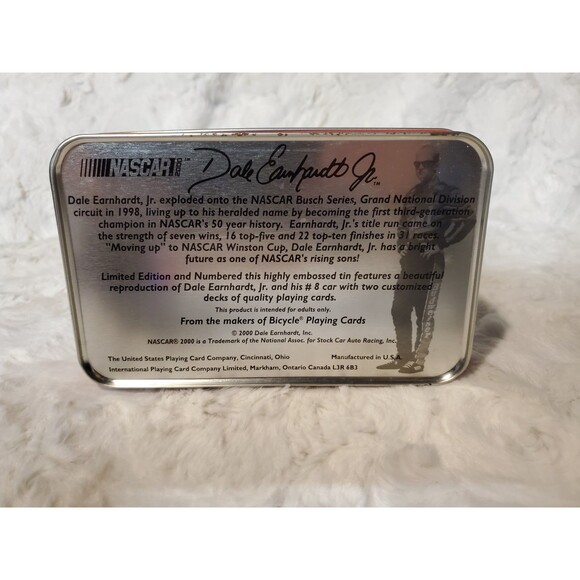 NASCAR 2000™ Dale Earnhardt Jr.™
Dale Earnhardt, Jr. exploded onto the NASCAR Busch Series, Grand National Division
circuit in 1998, living up to his heralded name by becoming the first third-generation
champion in NASCAR's 50 year history. Earnhardt, Jr.'s title run came on
the strength of seven wins, 16 top-five and 22 top-ten finishes in 31 races.
"Moving up" to NASCAR Winston Cup, Dale Earnhardt, Jr. has a bright
future as one of NASCAR's rising sons!
Limited Edition and Numbered this highly embossed tin features a beautiful
reproduction of Dale Earnhardt, Jr. and his # 8 car with two customized
decks of quality playing cards.
This product is intended for adults only.
From the makers of Bicycle® Playing Cards
© 2000 Dale Earnhardt, Inc.
NASCAR® 2000 is a Trademark of the National Assoc. for Stock Car Auto Racing, Inc.
The United States Playing Card Company, Cincinnati, Ohio Manufactured in U.S.A.
International Playing Card Company Limited, Markham, Ontario Canada L3R 6B3